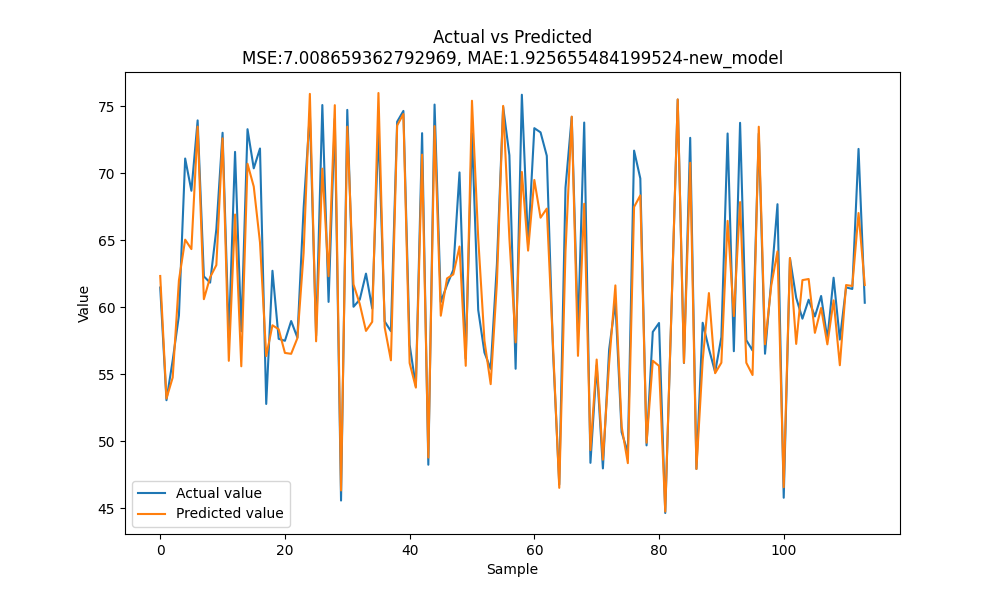 Actual vs Predicted
MSE:7.008659362792969, MAE:1.925655484199524-new_model
Value
75
70
65
60
55
50
45
Actual value
Predicted value
0 20 40 60 80 100
Sample